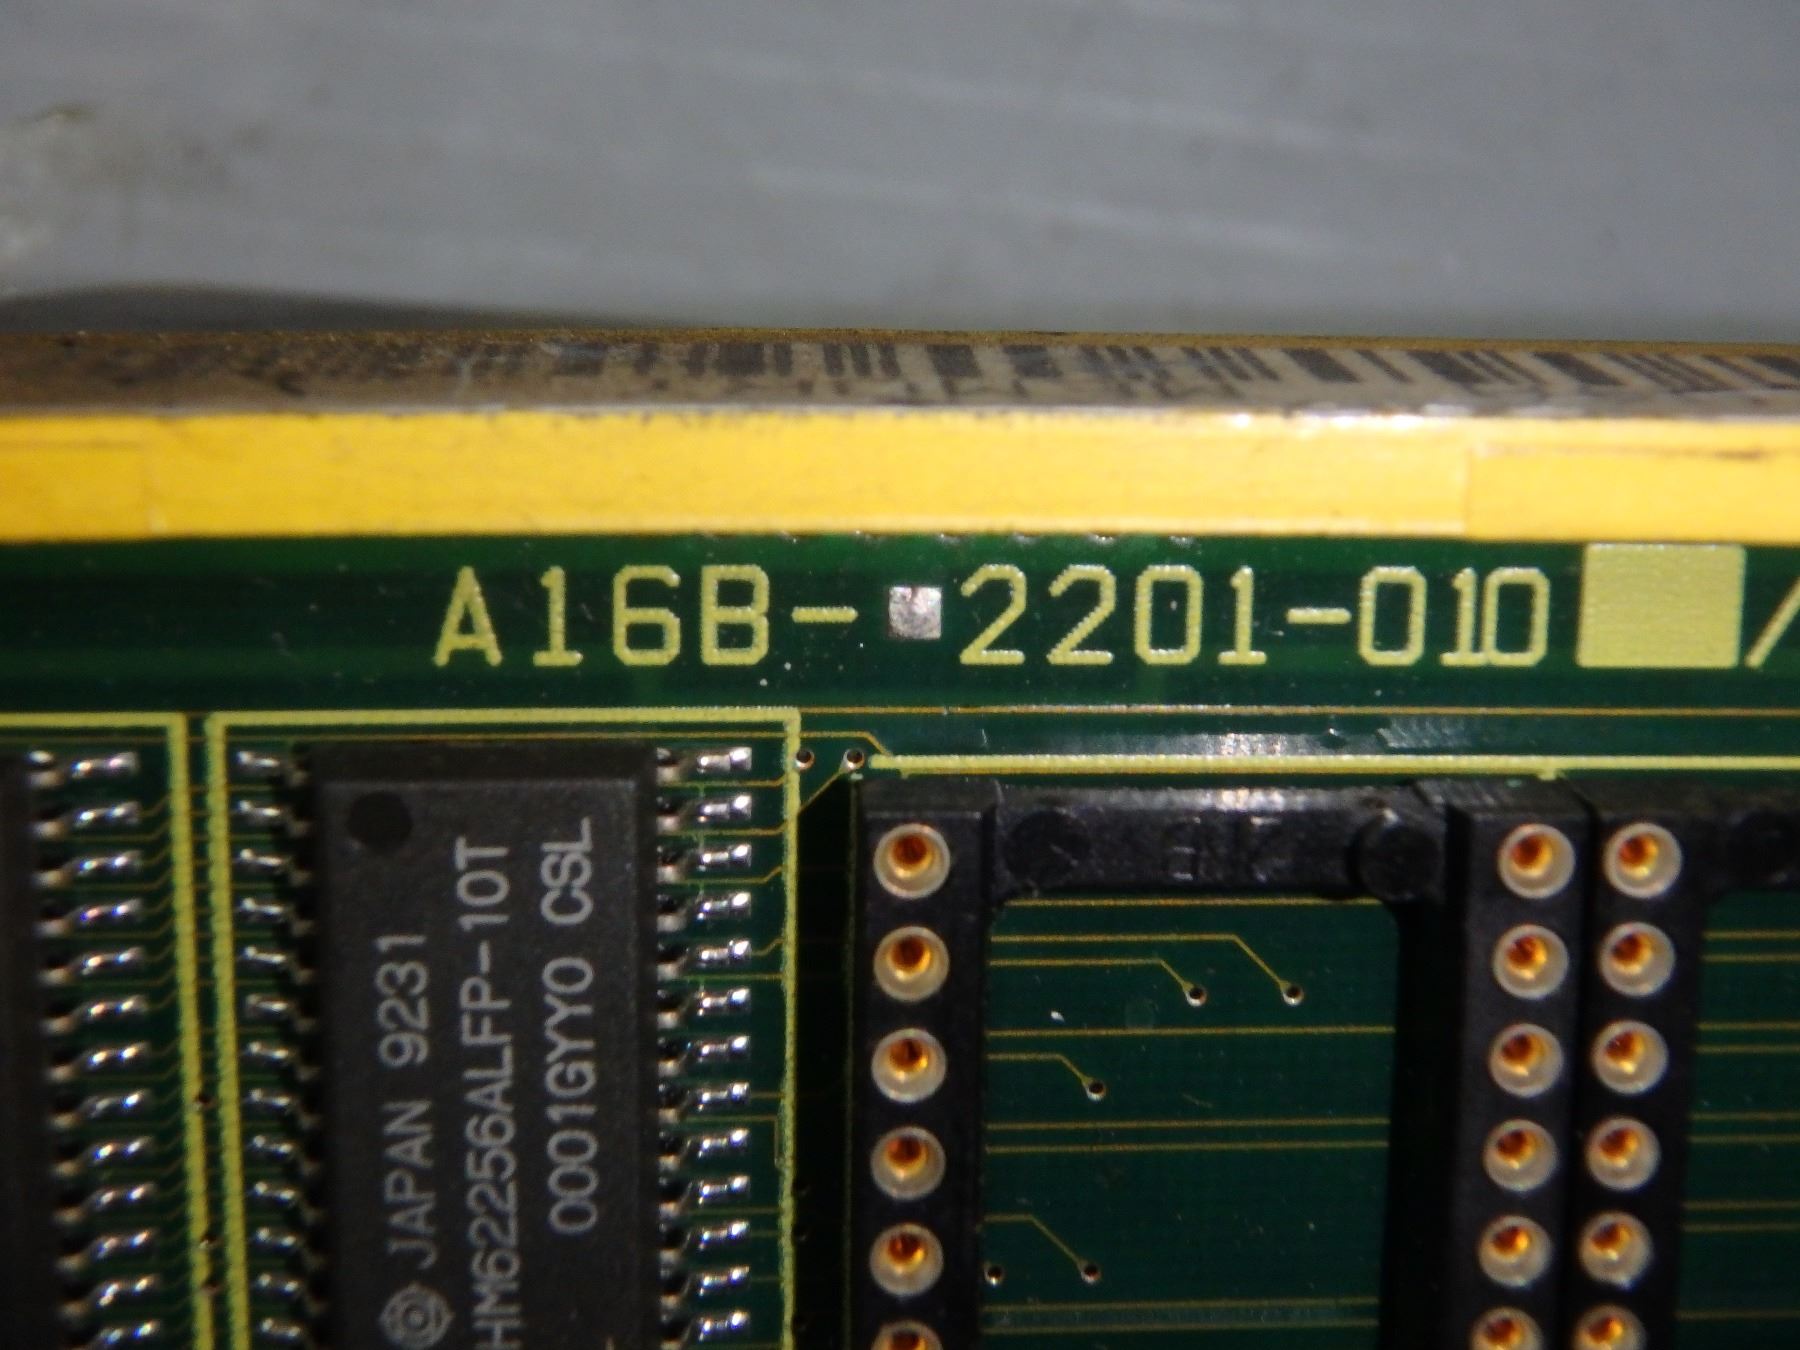 A16B-2201-010 /
JAPAN 9231
HM62256ALFP-10T
0001GYY0 CSL